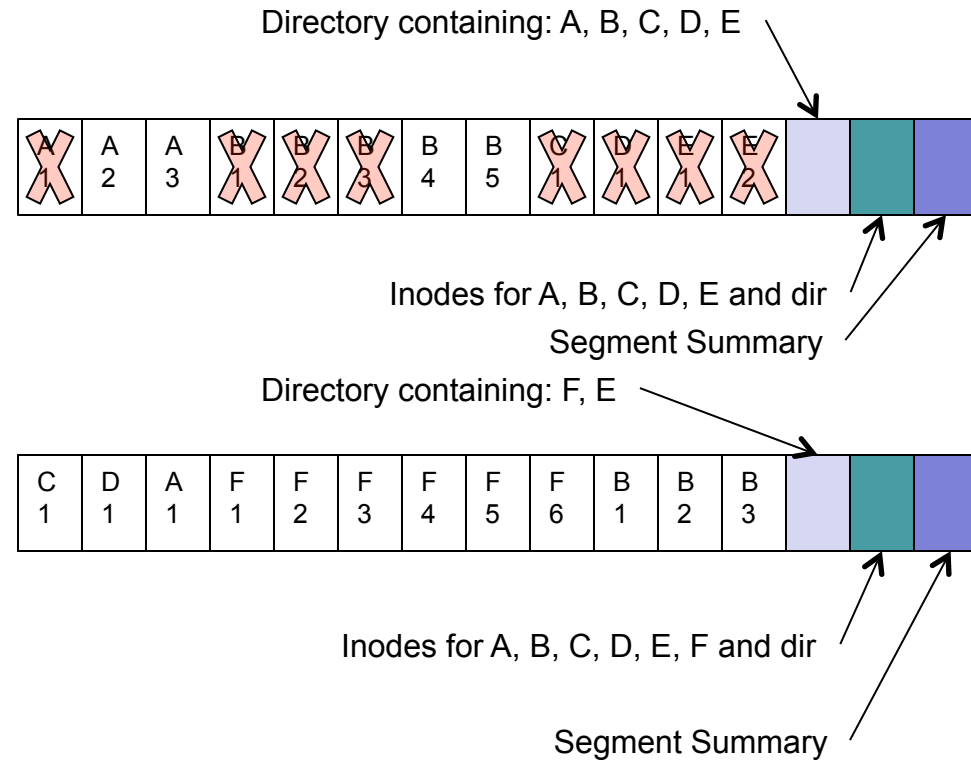 Directory containing: A, B, C, D, E
A A A B B B B B C D E E
1 2 3 1 2 3 4 5 1 1 1 2
Inodes for A, B, C, D, E and dir
Segment Summary
Directory containing: F, E
C D A F F F F F F B B B
1 1 1 1 2 3 4 5 6 1 2 3
Inodes for A, B, C, D, E, F and dir
Segment Summary